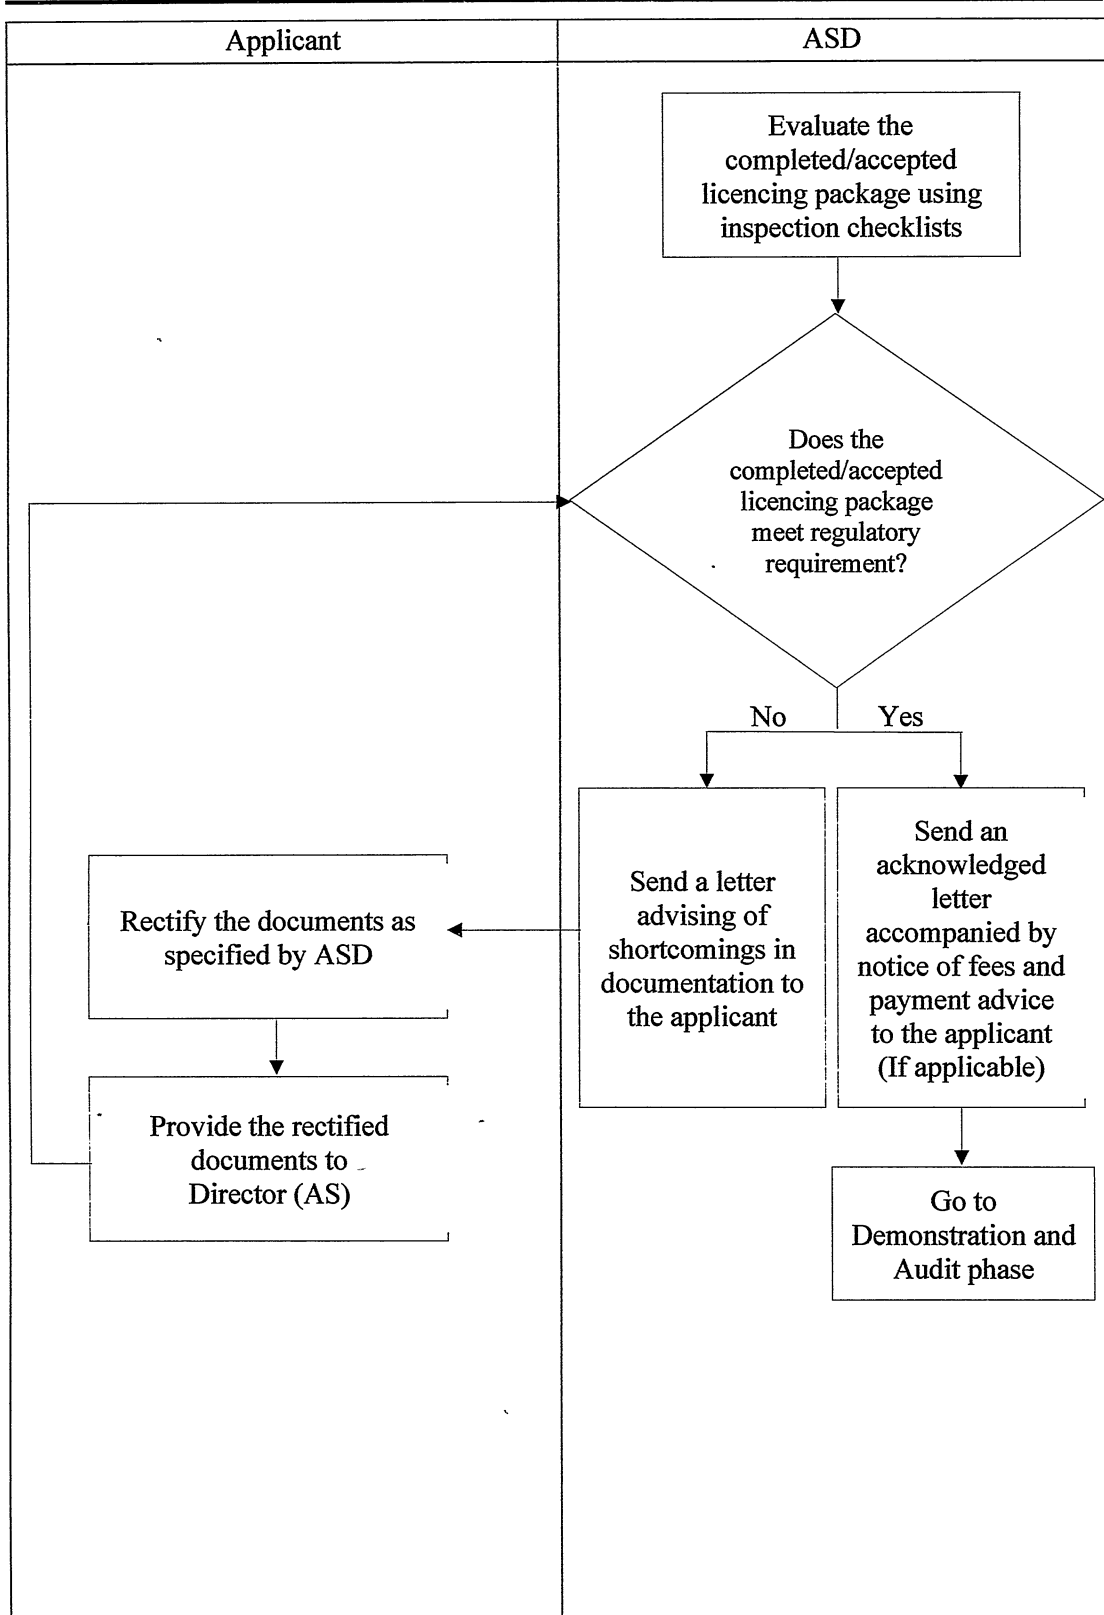 Applicant
ASD
Evaluate the
completed/accepted
licencing package using
inspection checklists
Does the
completed/accepted
licencing package
meet regulatory
requirement?
No
Yes
Send a letter
advising of
shortcomings in
documentation to
the applicant
Send an
acknowledged
letter
accompanied by
notice of fees and
payment advice
to the applicant
(If applicable)
Rectify the documents as
specified by ASD
Provide the rectified
documents to
Director (AS)
Go to
Demonstration and
Audit phase